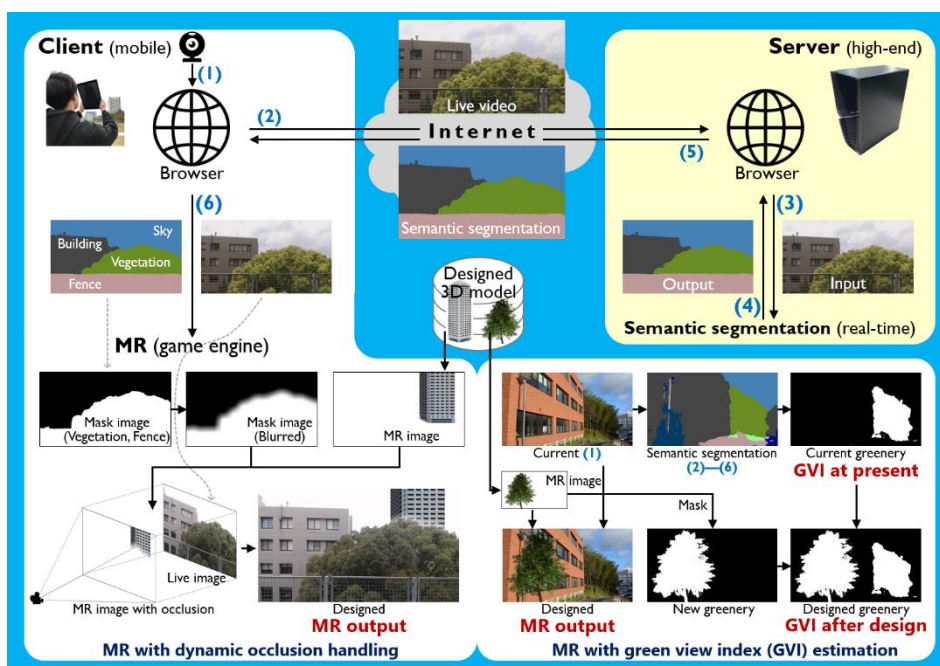 Client (mobile)
(1)
Browser
(2)
Live video
Internet
Semantic segmentation
(5)
Server (high-end)
Browser
(3)
Output
Input
(4)
Semantic segmentation (real-time)
(6)
Building
Sky
Vegetation
Fence
MR (game engine)
Mask image
(Vegetation, Fence)
Mask image
(Blurred)
MR image
Live image
MR image with occlusion
Designed
MR output
MR with dynamic occlusion handling
Designed
3D model
Current (1)
Semantic segmentation
(2)—(6)
Current greenery
GVI at present
MR image
Mask
Designed
MR output
New greenery
Designed greenery
GVI after design
MR with green view index (GVI) estimation